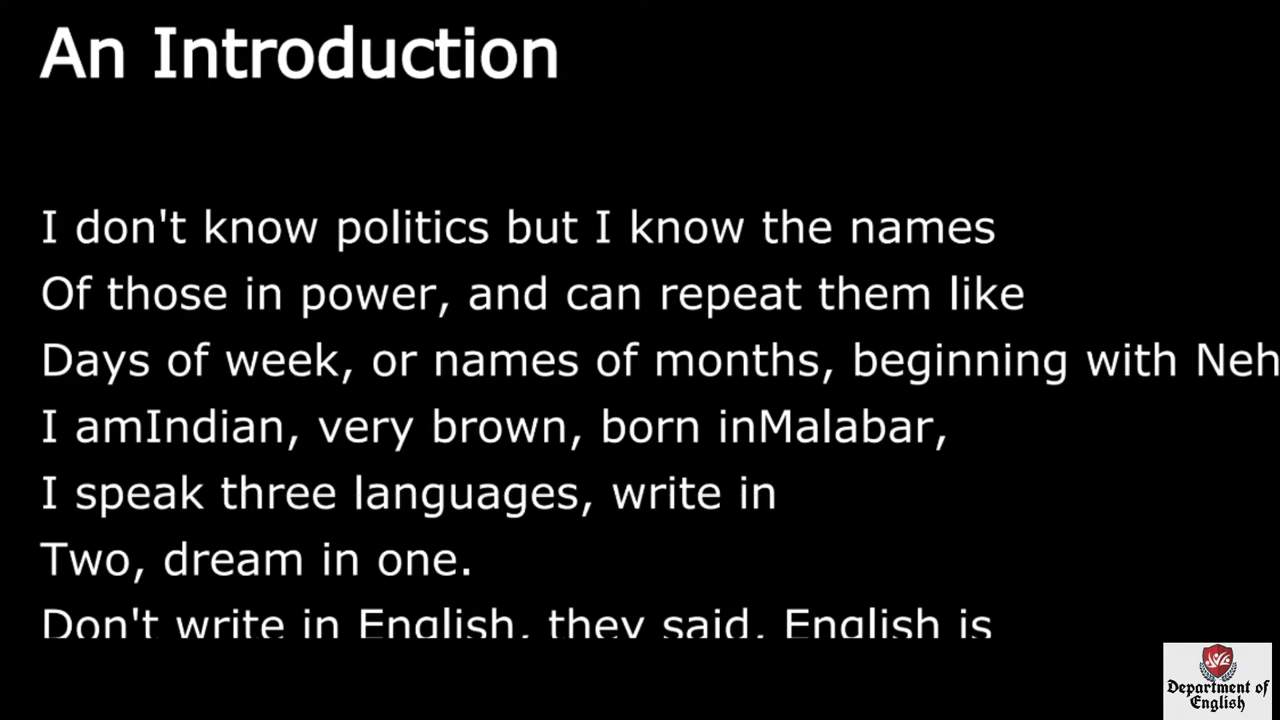 An Introduction
I don't know politics but I know the names
Of those in power, and can repeat them like
Days of week, or names of months, beginning with Neh
I amIndian, very brown, born inMalabar,
I speak three languages, write in
Two, dream in one.
Don't write in English, they said, English is
Department of
English